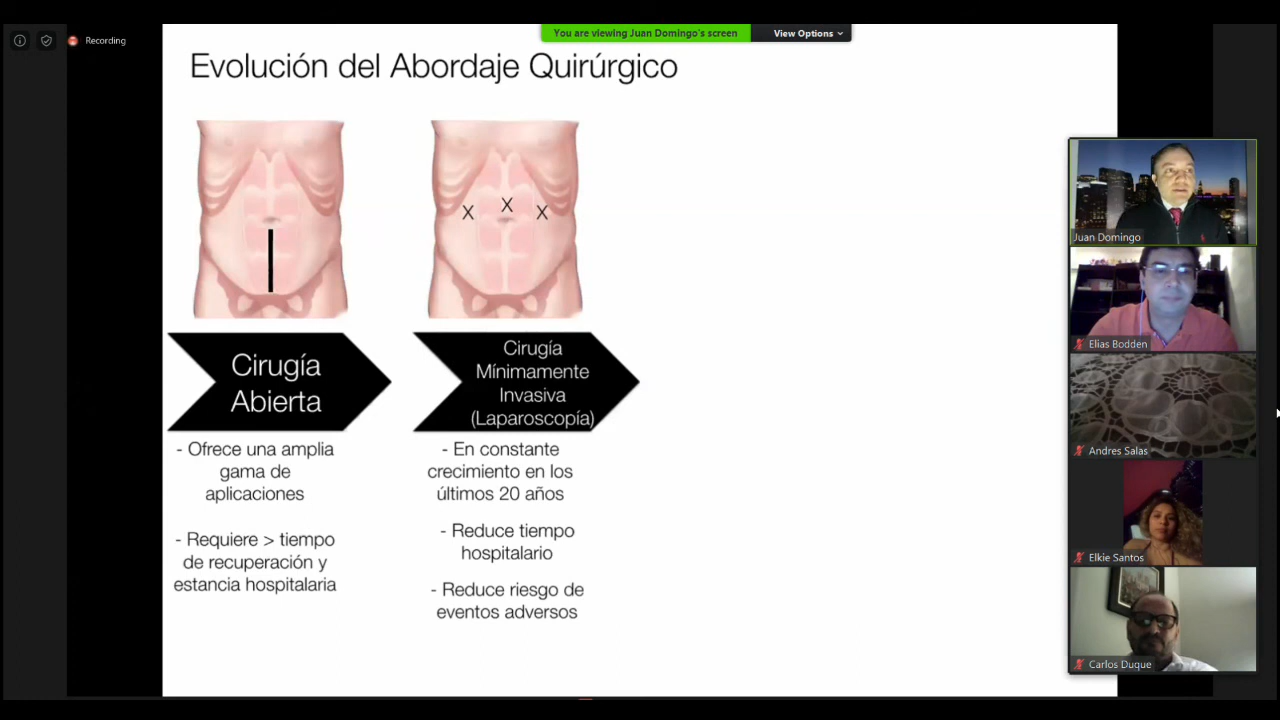 Recording
You are viewing Juan Domingo's screen
View Options
Evolución del Abordaje Quirúrgico
X X X
Cirugía
Abierta
- Ofrece una amplia
gama de
aplicaciones
- Requiere > tiempo
de recuperación y
estancia hospitalaria
Cirugía
Mínimamente
Invasiva
(Laparoscopía)
- En constante
crecimiento en los
últimos 20 años
- Reduce tiempo
hospitalario
- Reduce riesgo de
eventos adversos
Juan Domingo
Elias Bodden
Andres Salas
Elkie Santos
Carlos Duque